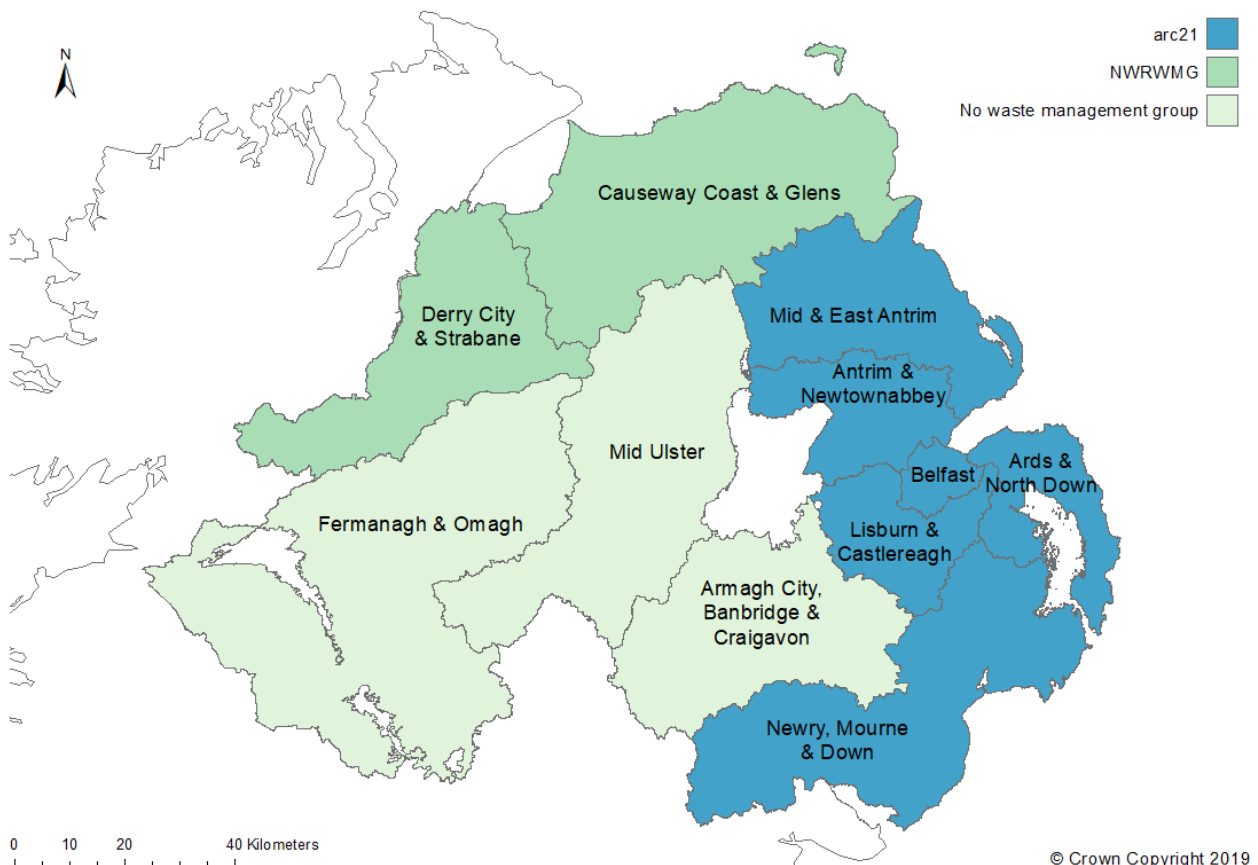 N
arc21
NWRWMG
No waste management group
Causeway Coast & Glens
Derry City
& Strabane
Mid & East Antrim
Antrim &
Newtownabbey
Mid Ulster
Belfast
Ards &
North Down
Fermanagh & Omagh
Lisburn &
Castlereagh
Armagh City,
Banbridge &
Craigavon
Newry, Mourne
& Down
0 10 20 40 Kilometers
© Crown Copyright 2019